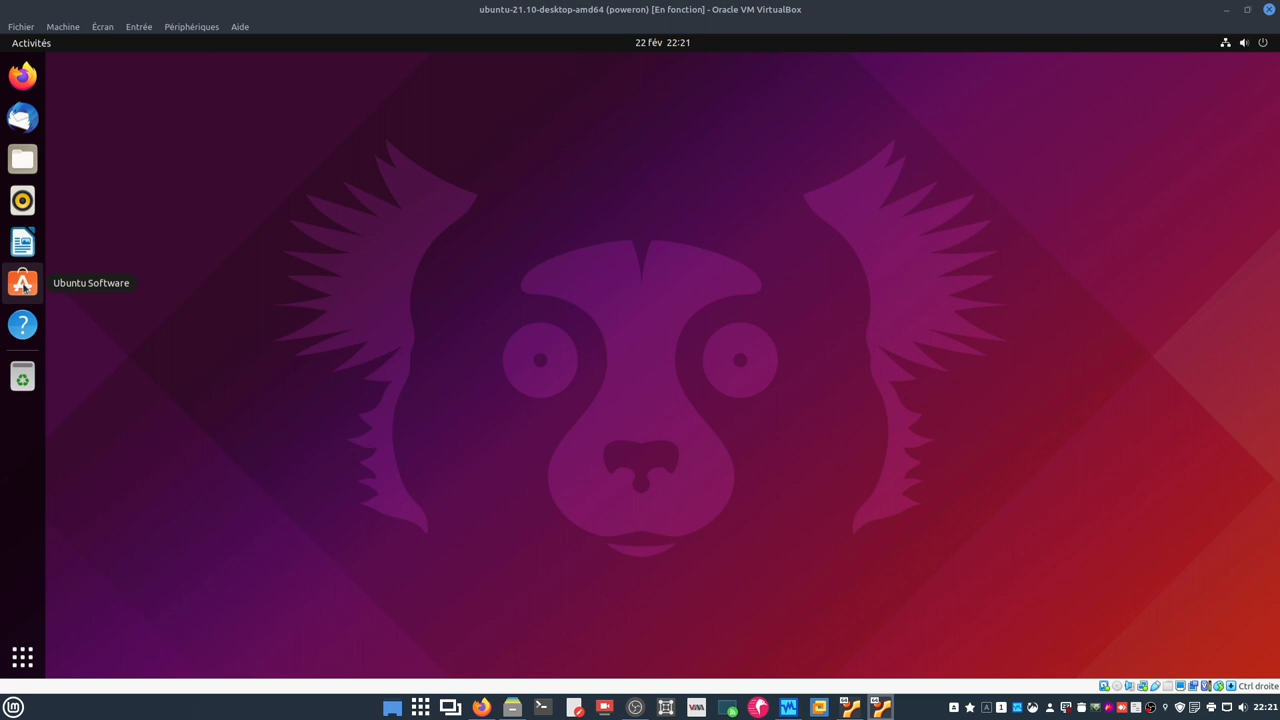 ubuntu-21.10-desktop-amd64 (poweron) [En fonction] - Oracle VM VirtualBox
Fichier Machine Écran Entrée Périphériques Aide
Activités 22 fév 22:21
Ubuntu Software
Ctrl droite
22:21